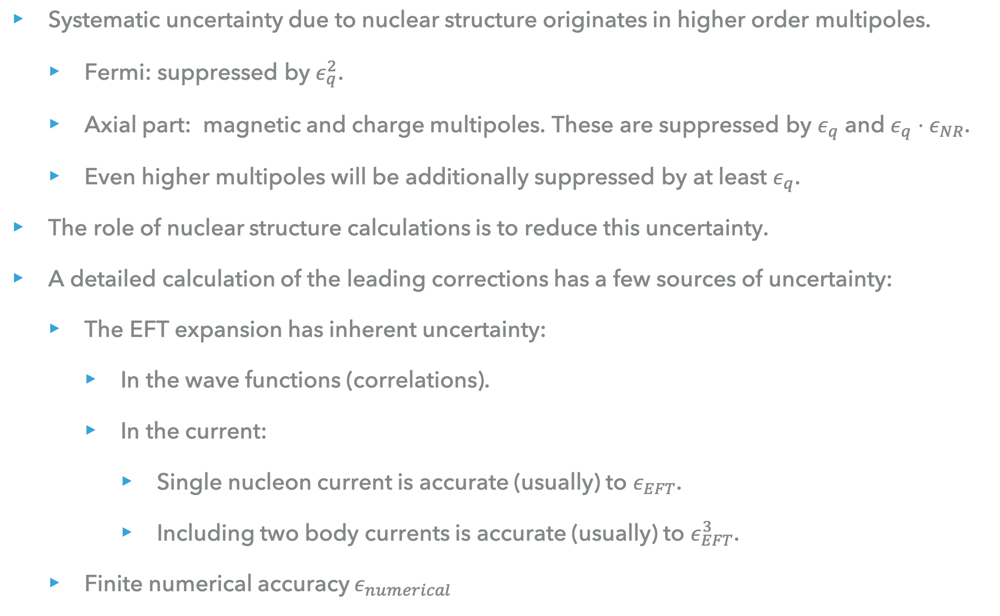 ▸ Systematic uncertainty due to nuclear structure originates in higher order multipoles.
▸ Fermi: suppressed by $\epsilon_q^2$.
▸ Axial part: magnetic and charge multipoles. These are suppressed by $\epsilon_q$ and $\epsilon_q \cdot \epsilon_{NR}$.
▸ Even higher multipoles will be additionally suppressed by at least $\epsilon_q$.
▸ The role of nuclear structure calculations is to reduce this uncertainty.
▸ A detailed calculation of the leading corrections has a few sources of uncertainty:
▸ The EFT expansion has inherent uncertainty:
▸ In the wave functions (correlations).
▸ In the current:
▸ Single nucleon current is accurate (usually) to $\epsilon_{EFT}$.
▸ Including two body currents is accurate (usually) to $\epsilon_{EFT}^3$.
▸ Finite numerical accuracy $\epsilon_{numerical}$